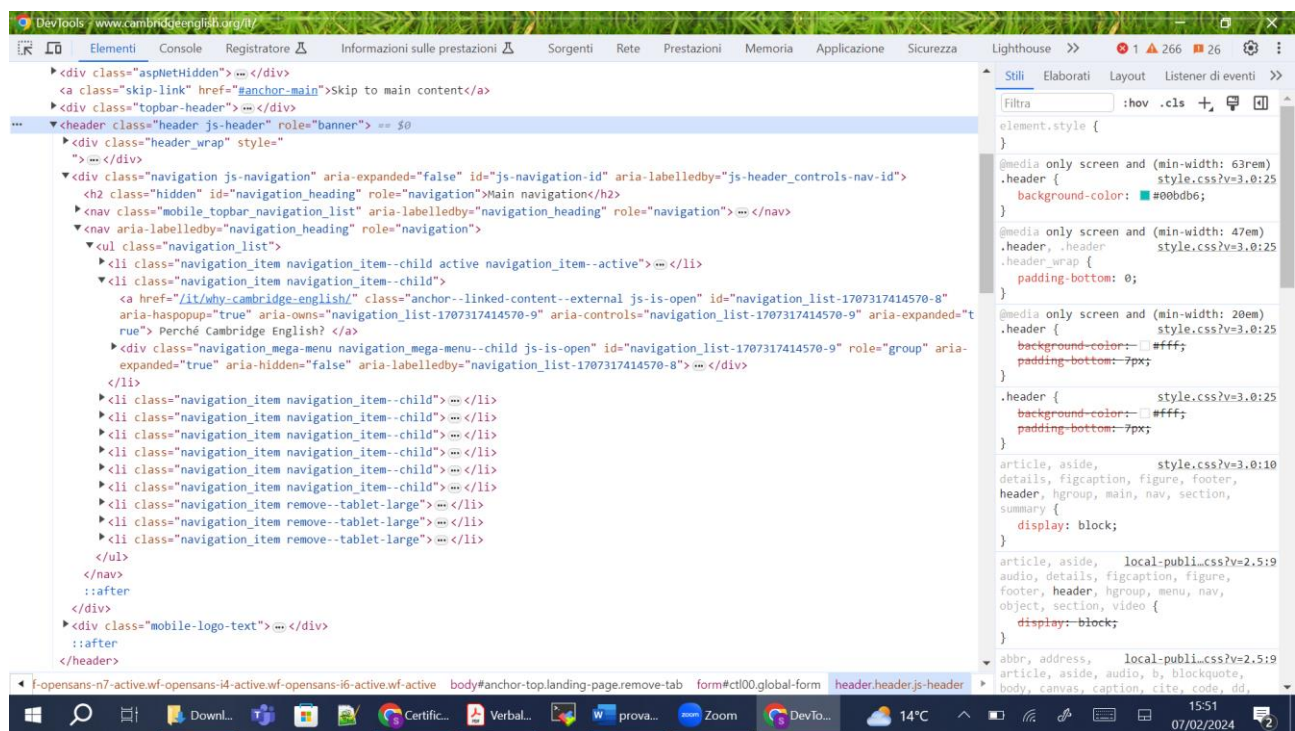 DevTools - www.cambridgeenglish.org/it/
Elementi Console Registratore Informazioni sulle prestazioni Sorgenti Rete Prestazioni Memoria Applicazione Sicurezza Lighthouse >> 1 266 26
<div class="aspNetHidden"> ... </div>
<a class="skip-link" href="#anchor-main">Skip to main content</a>
<div class="topbar-header"> ... </div>
... <header class="header js-header" role="banner"> == $0
<div class="header_wrap" style="
"> ... </div>
<div class="navigation js-navigation" aria-expanded="false" id="js-navigation-id" aria-labelledby="js-header_controls-nav-id">
<h2 class="hidden" id="navigation_heading" role="navigation">Main navigation</h2>
<nav class="mobile_topbar_navigation_list" aria-labelledby="navigation_heading" role="navigation"> ... </nav>
<nav aria-labelledby="navigation_heading" role="navigation">
<ul class="navigation_list">
<li class="navigation_item navigation_item--child active navigation_item--active"> ... </li>
<li class="navigation_item navigation_item--child">
<a href="/it/why-cambridge-english/" class="anchor--linked-content--external js-is-open" id="navigation_list-1707317414570-8"
aria-haspopup="true" aria-owns="navigation_list-1707317414570-9" aria-controls="navigation_list-1707317414570-9" aria-expanded="t
rue"> Perché Cambridge English? </a>
<div class="navigation_mega-menu navigation_mega-menu--child js-is-open" id="navigation_list-1707317414570-9" role="group" aria-
expanded="true" aria-hidden="false" aria-labelledby="navigation_list-1707317414570-8"> ... </div>
</li>
<li class="navigation_item navigation_item--child"> ... </li>
<li class="navigation_item navigation_item--child"> ... </li>
<li class="navigation_item navigation_item--child"> ... </li>
<li class="navigation_item navigation_item--child"> ... </li>
<li class="navigation_item navigation_item--child"> ... </li>
<li class="navigation_item navigation_item--child"> ... </li>
<li class="navigation_item remove--tablet-large"> ... </li>
<li class="navigation_item remove--tablet-large"> ... </li>
<li class="navigation_item remove--tablet-large"> ... </li>
</ul>
</nav>
::after
</div>
<div class="mobile-logo-text"> ... </div>
::after
</header>
f-opensans-n7-active.wf-opensans-i4-active.wf-opensans-i6-active.wf-active body#anchor-top.landing-page.remove-tab form#ctl00.global-form header.header.js-header
Stili Elaborati Layout Listener di eventi >>
Filtra :hov .cls +
element.style {
}
@media only screen and (min-width: 63rem)
.header { style.css?v=3.0:25
background-color: #00bdb6;
}
@media only screen and (min-width: 47em)
.header, .header style.css?v=3.0:25
.header_wrap {
padding-bottom: 0;
}
@media only screen and (min-width: 20em)
.header { style.css?v=3.0:25
background-color: #fff;
padding-bottom: 7px;
}
.header { style.css?v=3.0:25
background-color: #fff;
padding-bottom: 7px;
}
article, aside, style.css?v=3.0:10
details, figcaption, figure, footer,
header, hgroup, main, nav, section,
summary {
display: block;
}
article, aside, local-publi…css?v=2.5:9
audio, details, figcaption, figure,
footer, header, hgroup, menu, nav,
object, section, video {
display: block;
}
abbr, address, local-publi…css?v=2.5:9
article, aside, audio, b, blockquote,
body, canvas, caption, cite, code, dd,
Downl... Certific... Verbal... prova... zoom Zoom DevTo... 14°C 15:51
07/02/2024 2